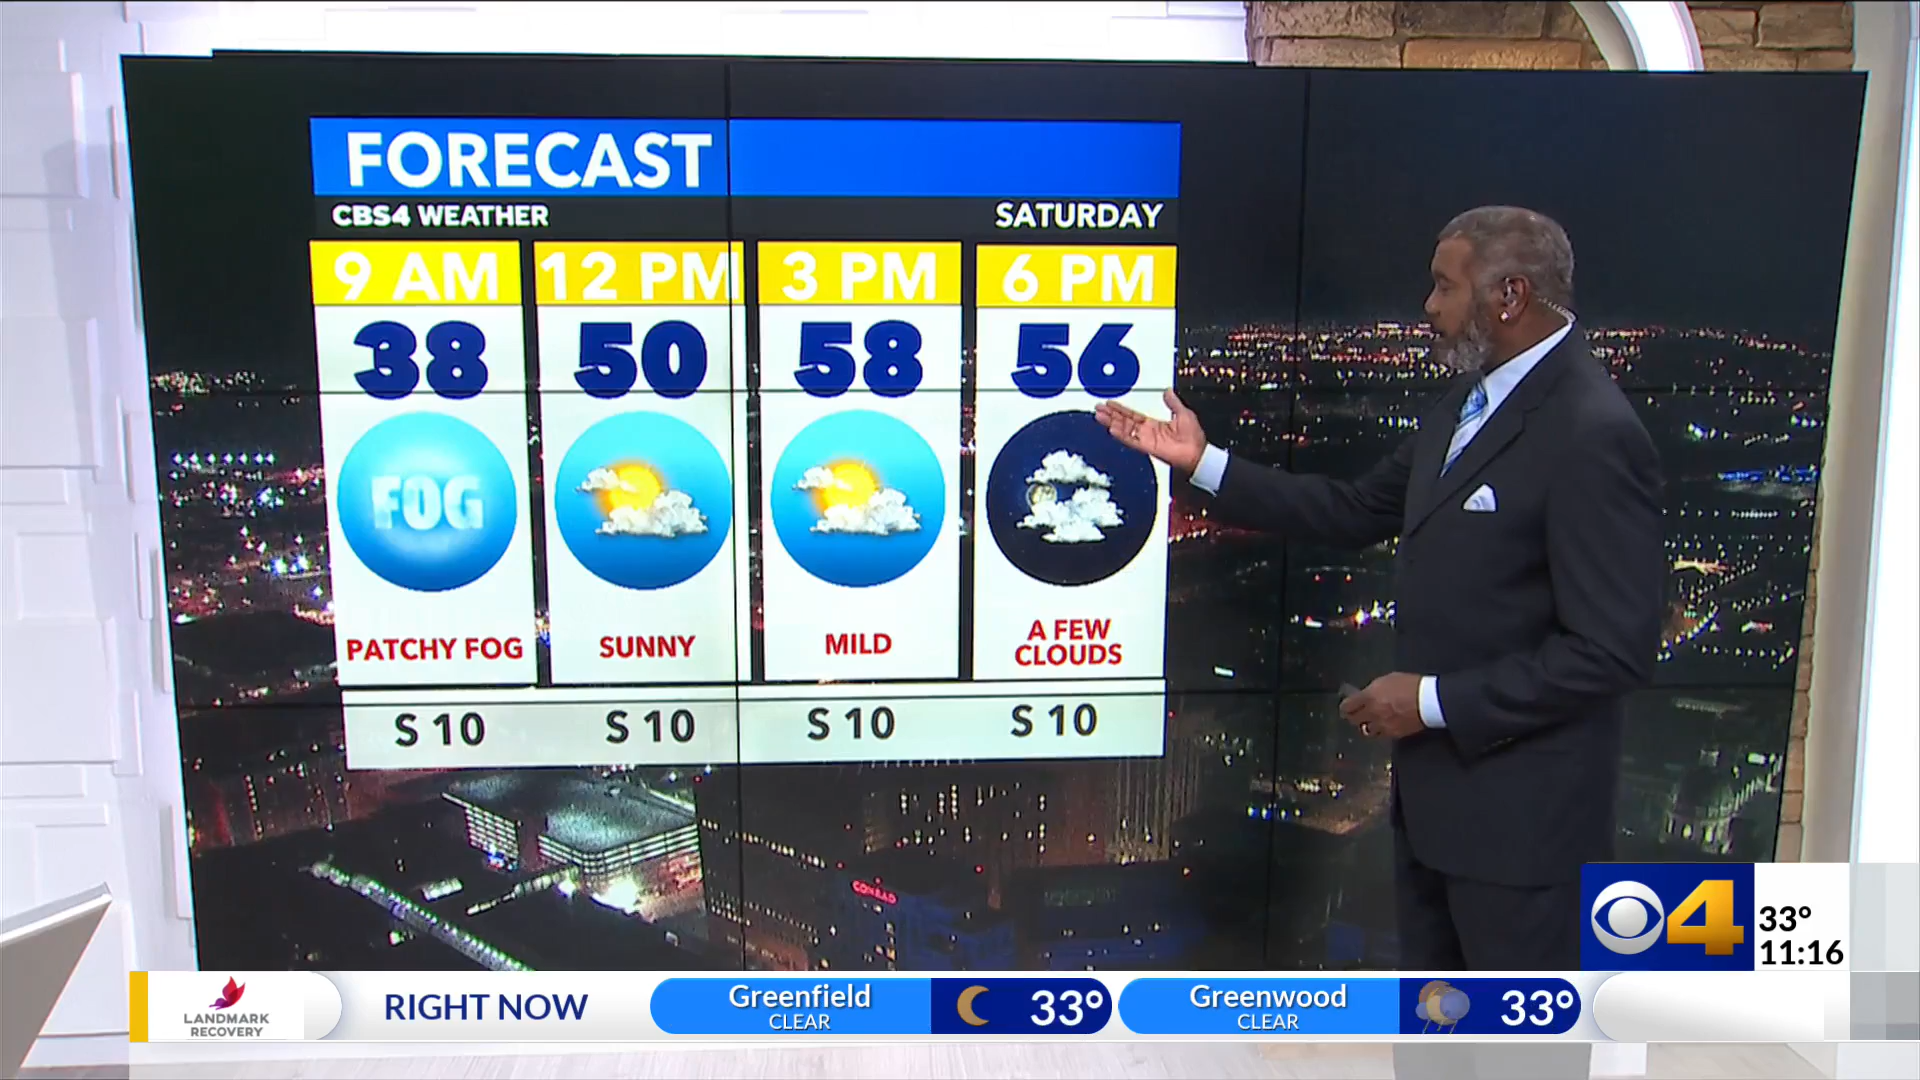 FORECAST
CBS4 WEATHER
SATURDAY
9 AM
12 PM
3 PM
6 PM
38
50
58
56
FOG
PATCHY FOG
SUNNY
MILD
A FEW
CLOUDS
S 10
S 10
S 10
S 10
CONRAD
4
33°
11:16
LANDMARK
RECOVERY
RIGHT NOW
Greenfield
CLEAR
33°
Greenwood
CLEAR
33°